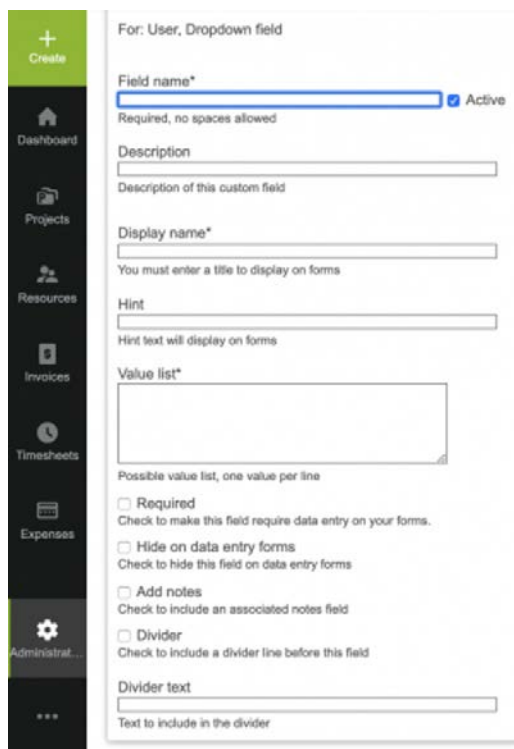 Create
Dashboard
Projects
Resources
Invoices
Timesheets
Expenses
Administrat...
For: User, Dropdown field
Field name*
Active
Required, no spaces allowed
Description
Description of this custom field
Display name*
You must enter a title to display on forms
Hint
Hint text will display on forms
Value list*
Possible value list, one value per line
Required
Check to make this field require data entry on your forms.
Hide on data entry forms
Check to hide this field on data entry forms
Add notes
Check to include an associated notes field
Divider
Check to include a divider line before this field
Divider text
Text to include in the divider